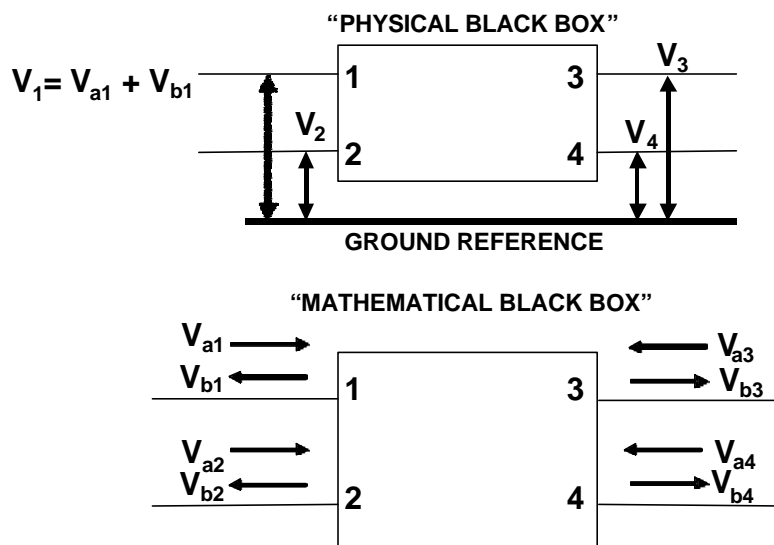 “PHYSICAL BLACK BOX”
V1= Va1 + Vb1
1
3
V3
V2
V4
2
4
GROUND REFERENCE
“MATHEMATICAL BLACK BOX”
Va1
Va3
Vb1
1
3
Vb3
Va2
Va4
Vb2
2
4
Vb4